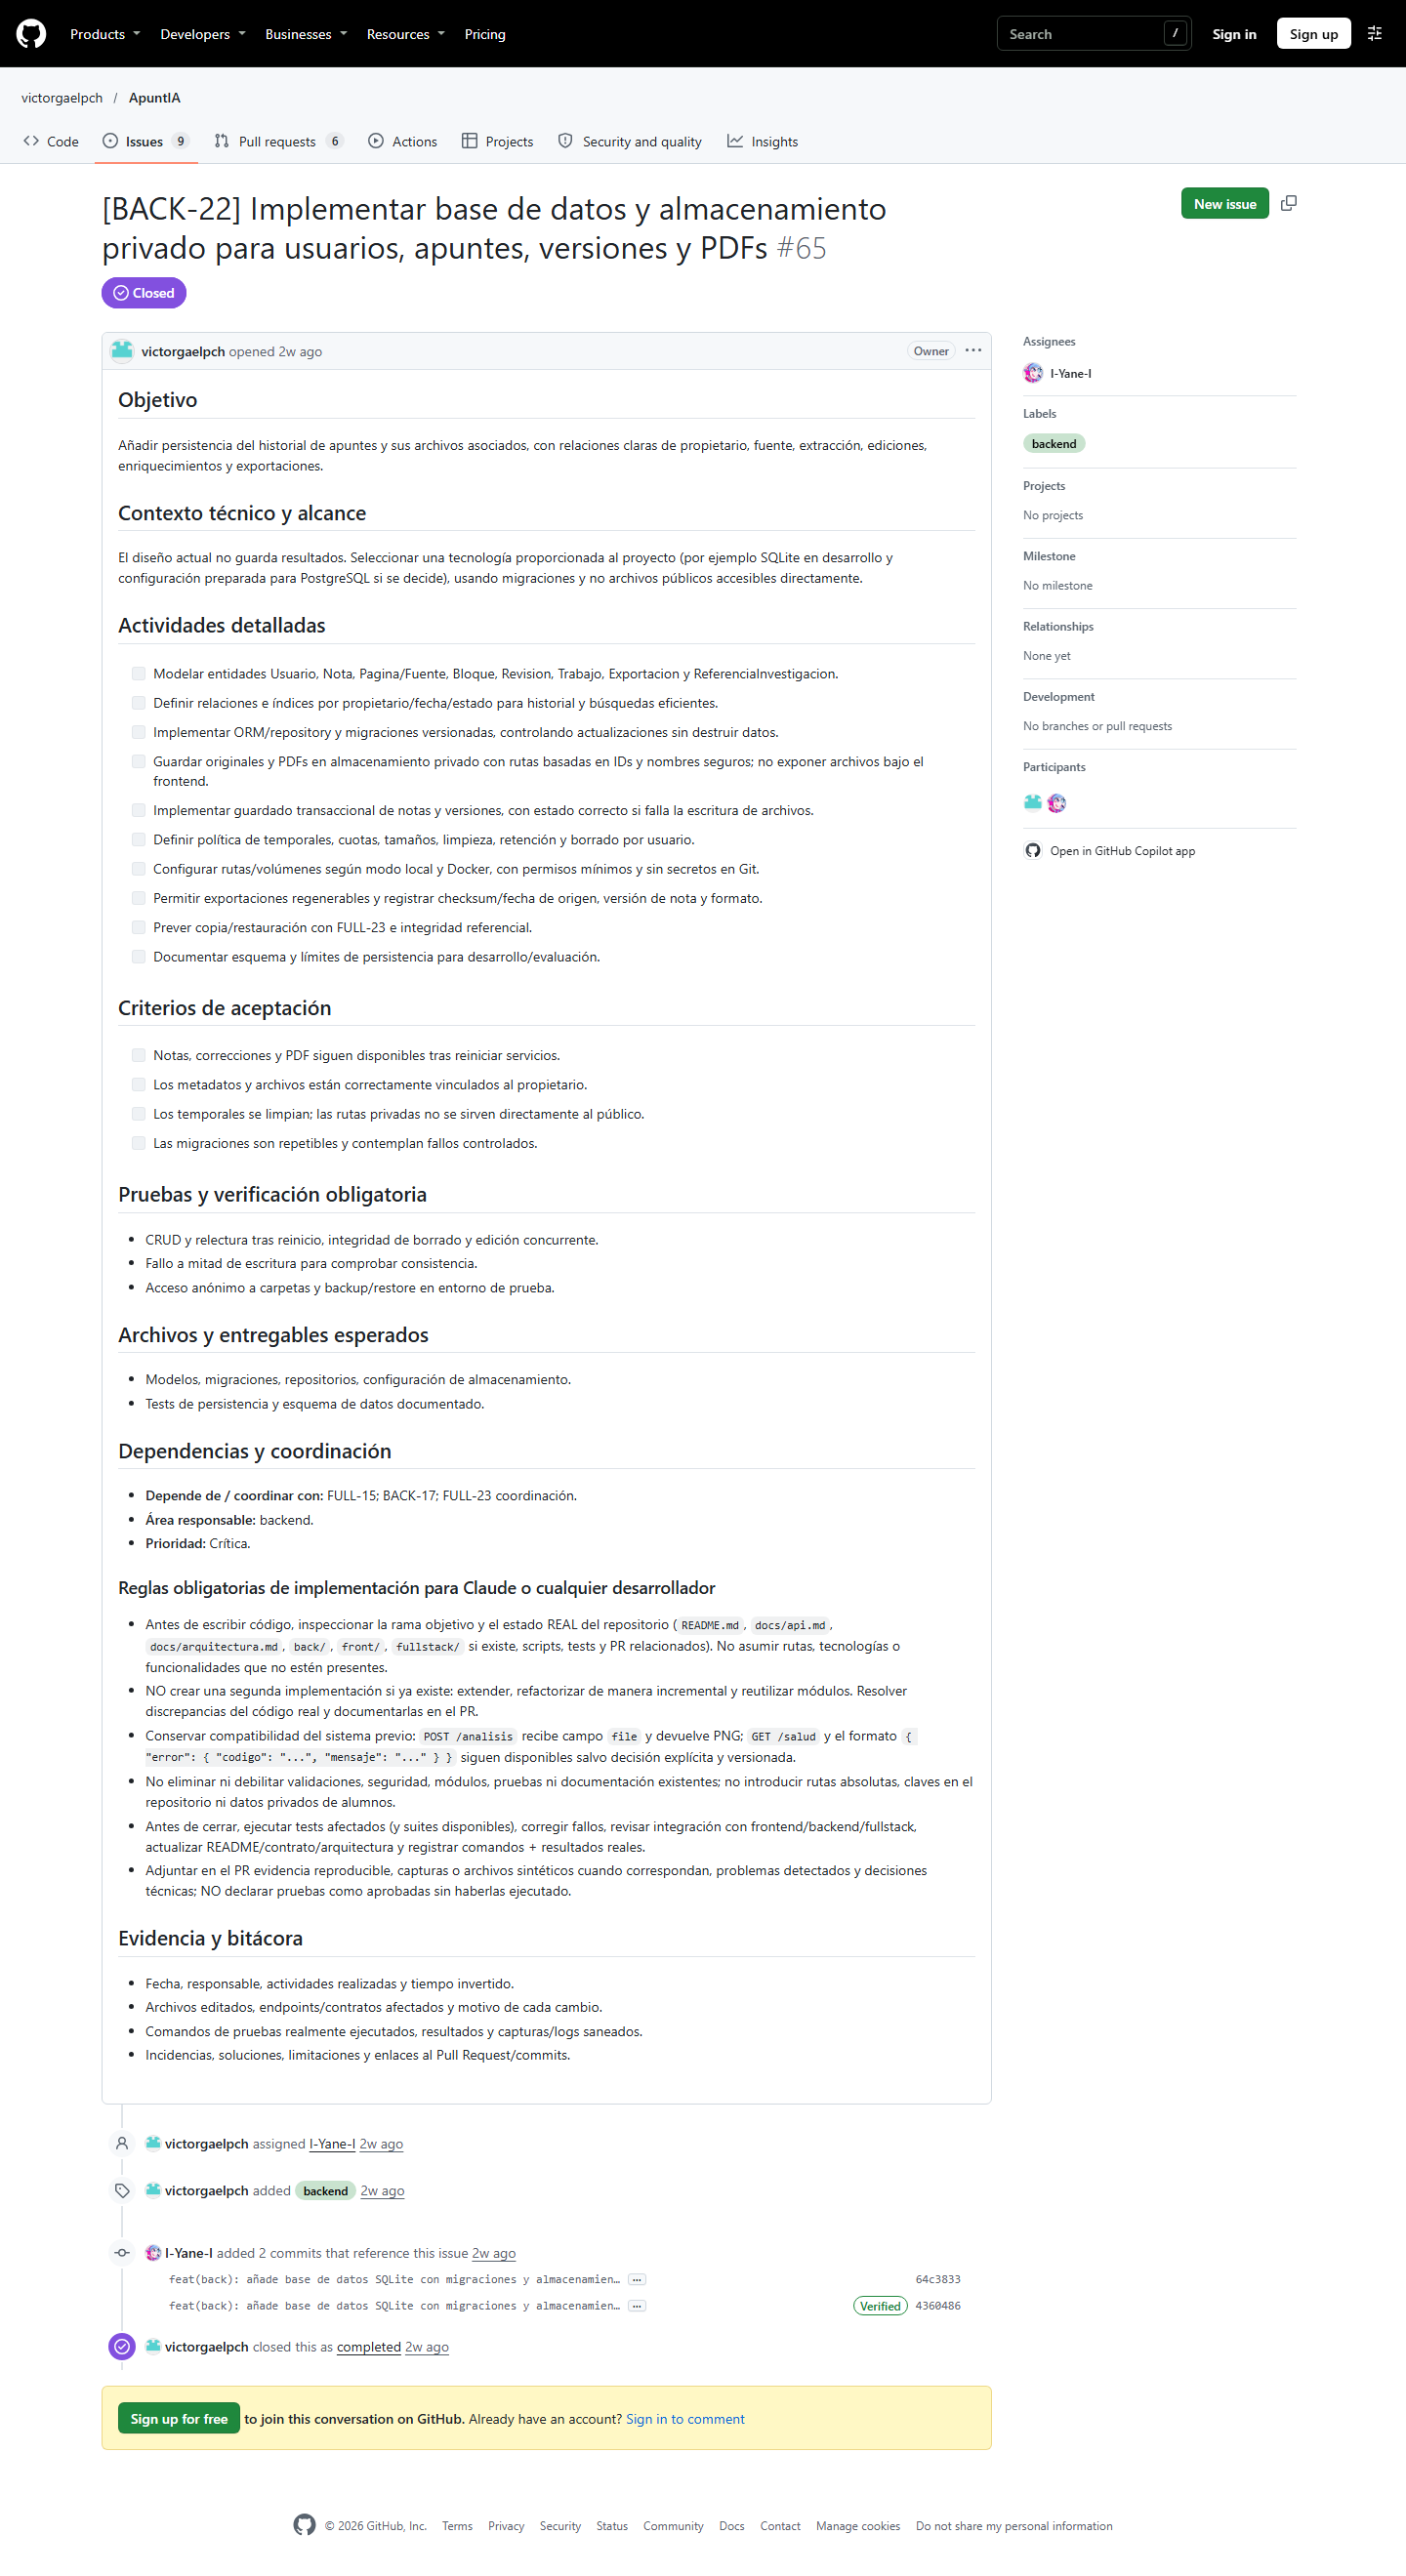 Products Developers Businesses Resources Pricing Search / Sign in Sign up
victorgaelpch / ApuntIA
Code Issues 9 Pull requests 6 Actions Projects Security and quality Insights
[BACK-22] Implementar base de datos y almacenamiento
privado para usuarios, apuntes, versiones y PDFs #65
New issue
Closed
victorgaelpch opened 2w ago
Owner
Objetivo
Añadir persistencia del historial de apuntes y sus archivos asociados, con relaciones claras de propietario, fuente, extracción, ediciones,
enriquecimientos y exportaciones.
Contexto técnico y alcance
El diseño actual no guarda resultados. Seleccionar una tecnología proporcionada al proyecto (por ejemplo SQLite en desarrollo y
configuración preparada para PostgreSQL si se decide), usando migraciones y no archivos públicos accesibles directamente.
Actividades detalladas
Modelar entidades Usuario, Nota, Pagina/Fuente, Bloque, Revision, Trabajo, Exportacion y ReferenciaInvestigacion.
Definir relaciones e índices por propietario/fecha/estado para historial y búsquedas eficientes.
Implementar ORM/repository y migraciones versionadas, controlando actualizaciones sin destruir datos.
Guardar originales y PDFs en almacenamiento privado con rutas basadas en IDs y nombres seguros; no exponer archivos bajo el
frontend.
Implementar guardado transaccional de notas y versiones, con estado correcto si falla la escritura de archivos.
Definir política de temporales, cuotas, tamaños, limpieza, retención y borrado por usuario.
Configurar rutas/volúmenes según modo local y Docker, con permisos mínimos y sin secretos en Git.
Permitir exportaciones regenerables y registrar checksum/fecha de origen, versión de nota y formato.
Prever copia/restauración con FULL-23 e integridad referencial.
Documentar esquema y límites de persistencia para desarrollo/evaluación.
Criterios de aceptación
Notas, correcciones y PDF siguen disponibles tras reiniciar servicios.
Los metadatos y archivos están correctamente vinculados al propietario.
Los temporales se limpian; las rutas privadas no se sirven directamente al público.
Las migraciones son repetibles y contemplan fallos controlados.
Pruebas y verificación obligatoria
CRUD y relectura tras reinicio, integridad de borrado y edición concurrente.
Fallo a mitad de escritura para comprobar consistencia.
Acceso anónimo a carpetas y backup/restore en entorno de prueba.
Archivos y entregables esperados
Modelos, migraciones, repositorios, configuración de almacenamiento.
Tests de persistencia y esquema de datos documentado.
Dependencias y coordinación
Depende de / coordinar con: FULL-15; BACK-17; FULL-23 coordinación.
Área responsable: backend.
Prioridad: Crítica.
Reglas obligatorias de implementación para Claude o cualquier desarrollador
Antes de escribir código, inspeccionar la rama objetivo y el estado REAL del repositorio ( README.md , docs/api.md ,
docs/arquitectura.md , back/ , front/ , fullstack/ si existe, scripts, tests y PR relacionados). No asumir rutas, tecnologías o
funcionalidades que no estén presentes.
NO crear una segunda implementación si ya existe: extender, refactorizar de manera incremental y reutilizar módulos. Resolver
discrepancias del código real y documentarlas en el PR.
Conservar compatibilidad del sistema previo: POST /analisis recibe campo file y devuelve PNG; GET /salud y el formato {
"error": { "codigo": "...", "mensaje": "..." } } siguen disponibles salvo decisión explícita y versionada.
No eliminar ni debilitar validaciones, seguridad, módulos, pruebas ni documentación existentes; no introducir rutas absolutas, claves en el
repositorio ni datos privados de alumnos.
Antes de cerrar, ejecutar tests afectados (y suites disponibles), corregir fallos, revisar integración con frontend/backend/fullstack,
actualizar README/contrato/arquitectura y registrar comandos + resultados reales.
Adjuntar en el PR evidencia reproducible, capturas o archivos sintéticos cuando correspondan, problemas detectados y decisiones
técnicas; NO declarar pruebas como aprobadas sin haberlas ejecutado.
Evidencia y bitácora
Fecha, responsable, actividades realizadas y tiempo invertido.
Archivos editados, endpoints/contratos afectados y motivo de cada cambio.
Comandos de pruebas realmente ejecutados, resultados y capturas/logs saneados.
Incidencias, soluciones, limitaciones y enlaces al Pull Request/commits.
victorgaelpch assigned I-Yane-I 2w ago
victorgaelpch added backend 2w ago
I-Yane-I added 2 commits that reference this issue 2w ago
feat(back): añade base de datos SQLite con migraciones y almacenamien… ... 64c3833
feat(back): añade base de datos SQLite con migraciones y almacenamien… ... Verified 4360486
victorgaelpch closed this as completed 2w ago
Sign up for free to join this conversation on GitHub. Already have an account? Sign in to comment
Assignees
I-Yane-I
Labels
backend
Projects
No projects
Milestone
No milestone
Relationships
None yet
Development
No branches or pull requests
Participants
Open in GitHub Copilot app
© 2026 GitHub, Inc. Terms Privacy Security Status Community Docs Contact Manage cookies Do not share my personal information